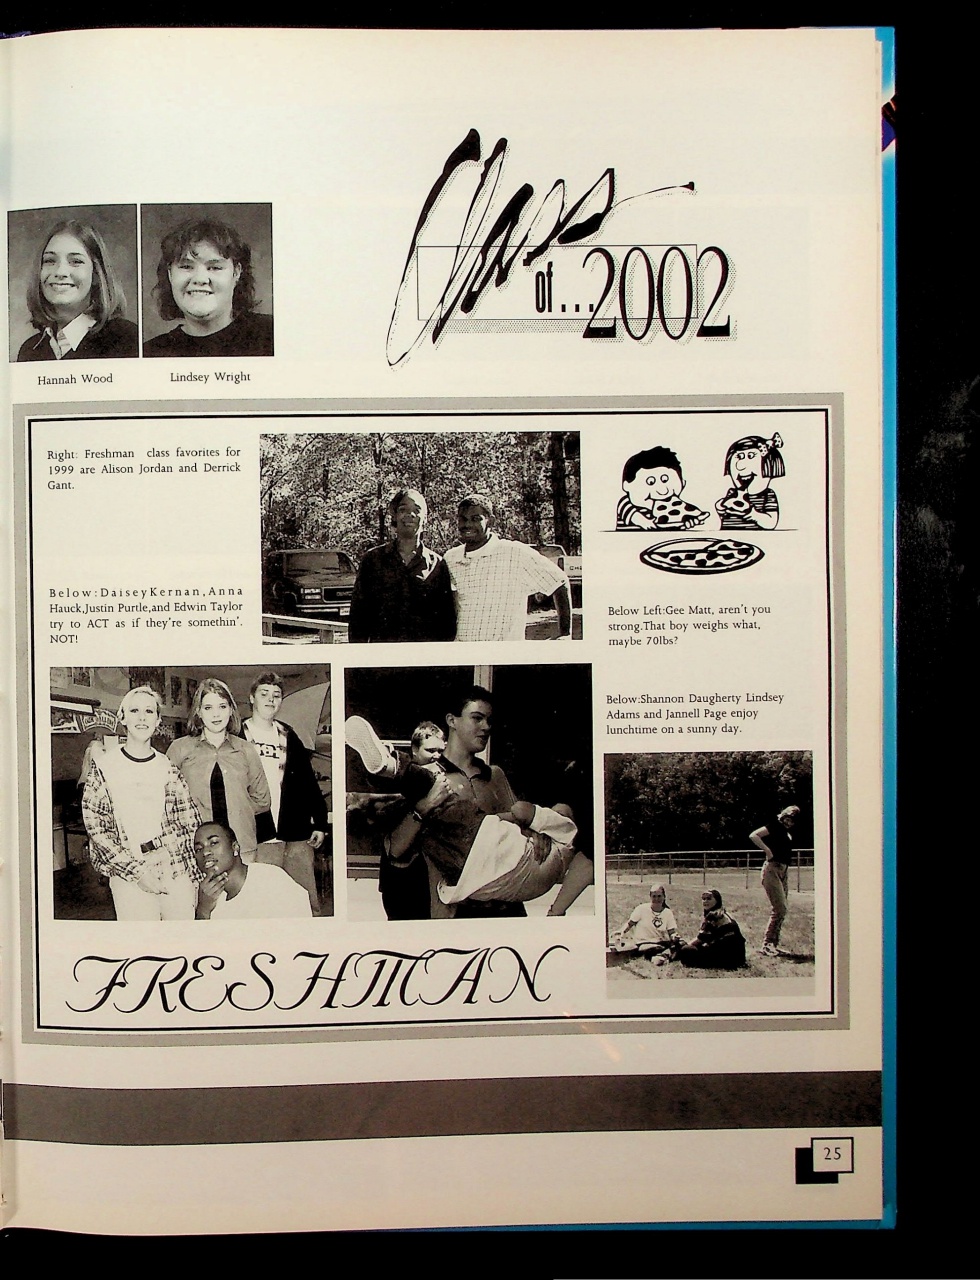 Class
of ...2002
Hannah Wood
Lindsey Wright
Right: Freshman class favorites for
1999 are Alison Jordan and Derrick
Gant.
Below:DaiseyKernan,Anna
Hauck,Justin Purtle,and Edwin Taylor
try to ACT as if they're somethin'.
NOT!
Below Left:Gee Matt, aren't you
strong.That boy weighs what,
maybe 70lbs?
Below:Shannon Daugherty Lindsey
Adams and Jannell Page enjoy
lunchtime on a sunny day.
FRESHMAN
25